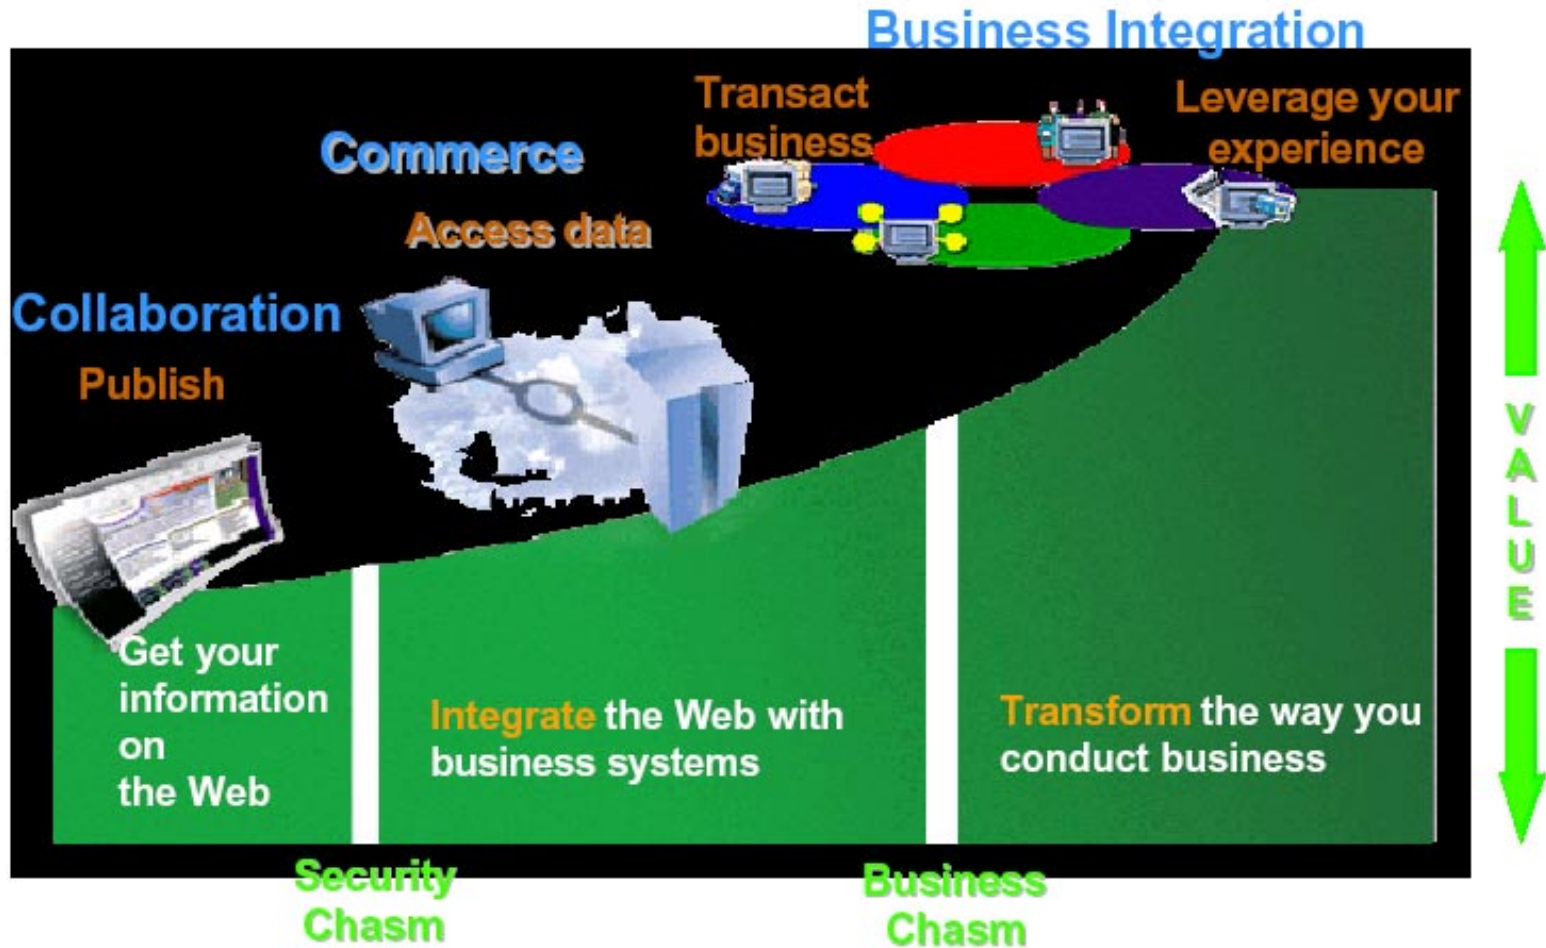 Business Integration
Transact
business
Leverage your
experience
Commerce
Access data
Collaboration
Publish
VALUE
Get your
information
on
the Web
Integrate the Web with
business systems
Transform the way you
conduct business
Security
Chasm
Business
Chasm